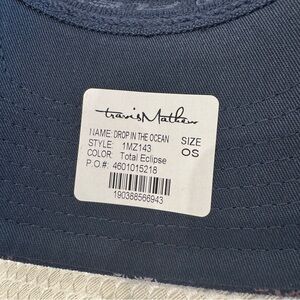 travisMathew
NAME: DROP IN THE OCEAN
STYLE: 1MZ143
COLOR: Total Eclipse
P.O.#: 4601015218
SIZE
OS
190388566943